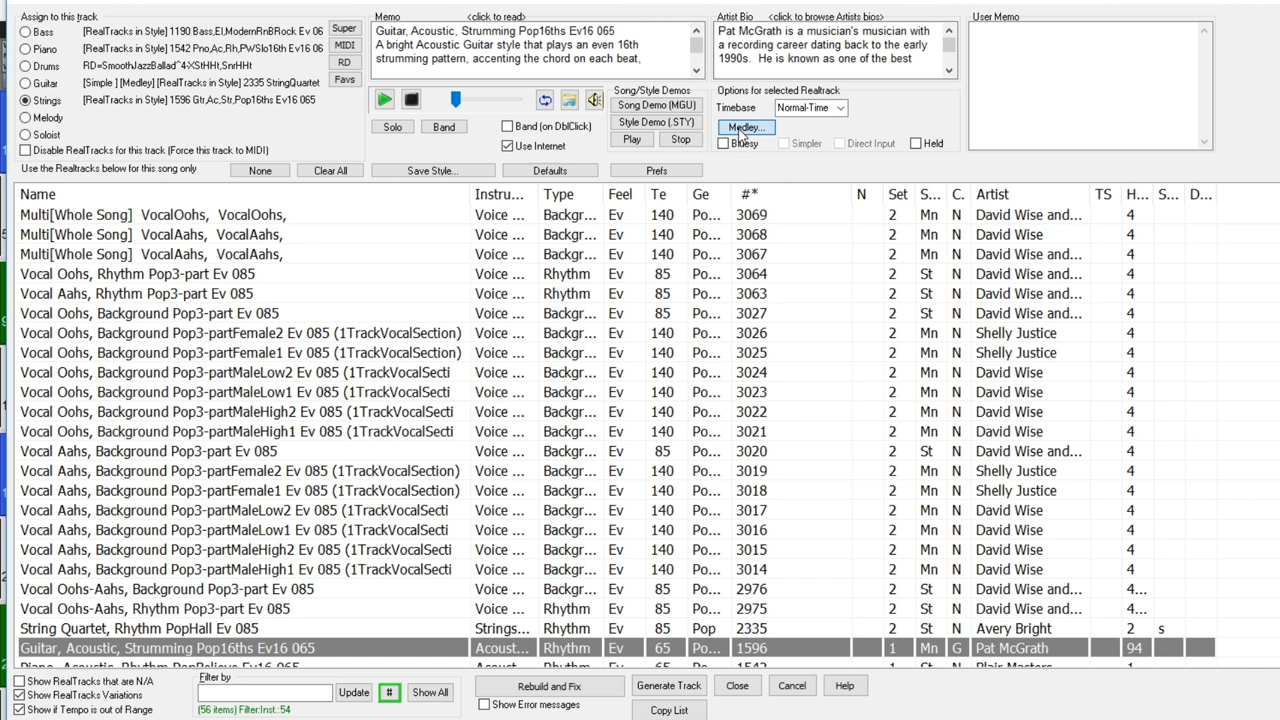 Assign to this track
Bass [RealTracks in Style] 1190 Bass,El,ModernRnBRock Ev 06
Piano [RealTracks in Style] 1542 Pno,Ac,Rh,PWSlo16th Ev 06
Drums RD=SmoothJazzBallad^4-XStHHt, SnrHHt
Guitar [Simple ] [Medley] [RealTracks in Style] 2335 StringQuartet
Strings [RealTracks in Style] 1596 Gtr,Ac,Str,Pop16ths Ev16 065
Melody
Soloist
Disable RealTracks for this track (Force this track to MIDI)
Super
MIDI
RD
Favs
Use the Realtracks below for this song only
None
Clear All
Memo <click to read>
Guitar, Acoustic, Strumming Pop16ths Ev16 065
A bright Acoustic Guitar style that plays an even 16th
strumming pattern, accenting the chord on each beat,
Solo Band
Band (on DblClick)
Use Internet
Song/Style Demos
Song Demo (MGU)
Style Demo (.STY)
Play Stop
Save Style... Defaults Prefs
Artist Bio <click to browse Artists bios>
Pat McGrath is a musician's musician with
a recording career dating back to the early
1990s. He is known as one of the best
Options for selected Realtrack
Timebase Normal-Time
Medley...
Bluesy Simpler Direct Input Held
User Memo
Name Instru... Type Feel Te Ge #* N Set S... C. Artist TS H... S... D...
Multi[Whole Song] VocalOohs, VocalOohs, Voice ... Backgr... Ev 140 Po... 3069 2 Mn N David Wise and... 4
Multi[Whole Song] VocalAahs, VocalAahs, Voice ... Backgr... Ev 140 Po... 3068 2 Mn N David Wise 4
Multi[Whole Song] VocalAahs, VocalAahs, Voice ... Backgr... Ev 140 Po... 3067 2 Mn N David Wise and... 4
Vocal Oohs, Rhythm Pop3-part Ev 085 Voice ... Rhythm Ev 85 Po... 3064 2 St N David Wise and... 4
Vocal Aahs, Rhythm Pop3-part Ev 085 Voice ... Rhythm Ev 85 Po... 3063 2 St N David Wise and... 4
Vocal Oohs, Background Pop3-part Ev 085 Voice ... Backgr... Ev 85 Po... 3027 2 St N David Wise and... 4
Vocal Oohs, Background Pop3-partFemale2 Ev 085 (1TrackVocalSection) Voice ... Backgr... Ev 140 Po... 3026 2 Mn N Shelly Justice 4
Vocal Oohs, Background Pop3-partFemale1 Ev 085 (1TrackVocalSection) Voice ... Backgr... Ev 140 Po... 3025 2 Mn N Shelly Justice 4
Vocal Oohs, Background Pop3-partMaleLow2 Ev 085 (1TrackVocalSecti Voice ... Backgr... Ev 140 Po... 3024 2 Mn N David Wise 4
Vocal Oohs, Background Pop3-partMaleLow1 Ev 085 (1TrackVocalSecti Voice ... Backgr... Ev 140 Po... 3023 2 Mn N David Wise 4
Vocal Oohs, Background Pop3-partMaleHigh2 Ev 085 (1TrackVocalSecti Voice ... Backgr... Ev 140 Po... 3022 2 Mn N David Wise 4
Vocal Oohs, Background Pop3-partMaleHigh1 Ev 085 (1TrackVocalSecti Voice ... Backgr... Ev 140 Po... 3021 2 Mn N David Wise 4
Vocal Aahs, Background Pop3-part Ev 085 Voice ... Backgr... Ev 85 Po... 3020 2 St N David Wise and... 4
Vocal Aahs, Background Pop3-partFemale2 Ev 085 (1TrackVocalSection) Voice ... Backgr... Ev 140 Po... 3019 2 Mn N Shelly Justice 4
Vocal Aahs, Background Pop3-partFemale1 Ev 085 (1TrackVocalSection) Voice ... Backgr... Ev 140 Po... 3018 2 Mn N Shelly Justice 4
Vocal Aahs, Background Pop3-partMaleLow2 Ev 085 (1TrackVocalSecti Voice ... Backgr... Ev 140 Po... 3017 2 Mn N David Wise 4
Vocal Aahs, Background Pop3-partMaleLow1 Ev 085 (1TrackVocalSecti Voice ... Backgr... Ev 140 Po... 3016 2 Mn N David Wise 4
Vocal Aahs, Background Pop3-partMaleHigh2 Ev 085 (1TrackVocalSecti Voice ... Backgr... Ev 140 Po... 3015 2 Mn N David Wise 4
Vocal Aahs, Background Pop3-partMaleHigh1 Ev 085 (1TrackVocalSecti Voice ... Backgr... Ev 140 Po... 3014 2 Mn N David Wise 4
Vocal Oohs-Aahs, Background Pop3-part Ev 085 Voice ... Backgr... Ev 85 Po... 2976 2 St N David Wise and... 4...
Vocal Oohs-Aahs, Rhythm Pop3-part Ev 085 Voice ... Rhythm Ev 85 Po... 2975 2 St N David Wise and... 4...
String Quartet, Rhythm PopHall Ev 085 Strings... Rhythm Ev 85 Pop 2335 2 St N Avery Bright 2 s
Guitar, Acoustic, Strumming Pop16ths Ev16 065 Acoust... Rhythm Ev 65 Po... 1596 1 Mn G Pat McGrath 94
Piano, Acoustic, Rhythm PopBelieve Ev16 065 Acoust... Rhythm Ev 65 Po... 1542 1 St N Blair Masters 1
Show RealTracks that are N/A
Show RealTracks Variations
Show if Tempo is out of Range
Filter by
Update # Show All
(56 items) Filter:Inst.:54
Rebuild and Fix
Show Error messages
Generate Track Close Cancel Help
Copy List